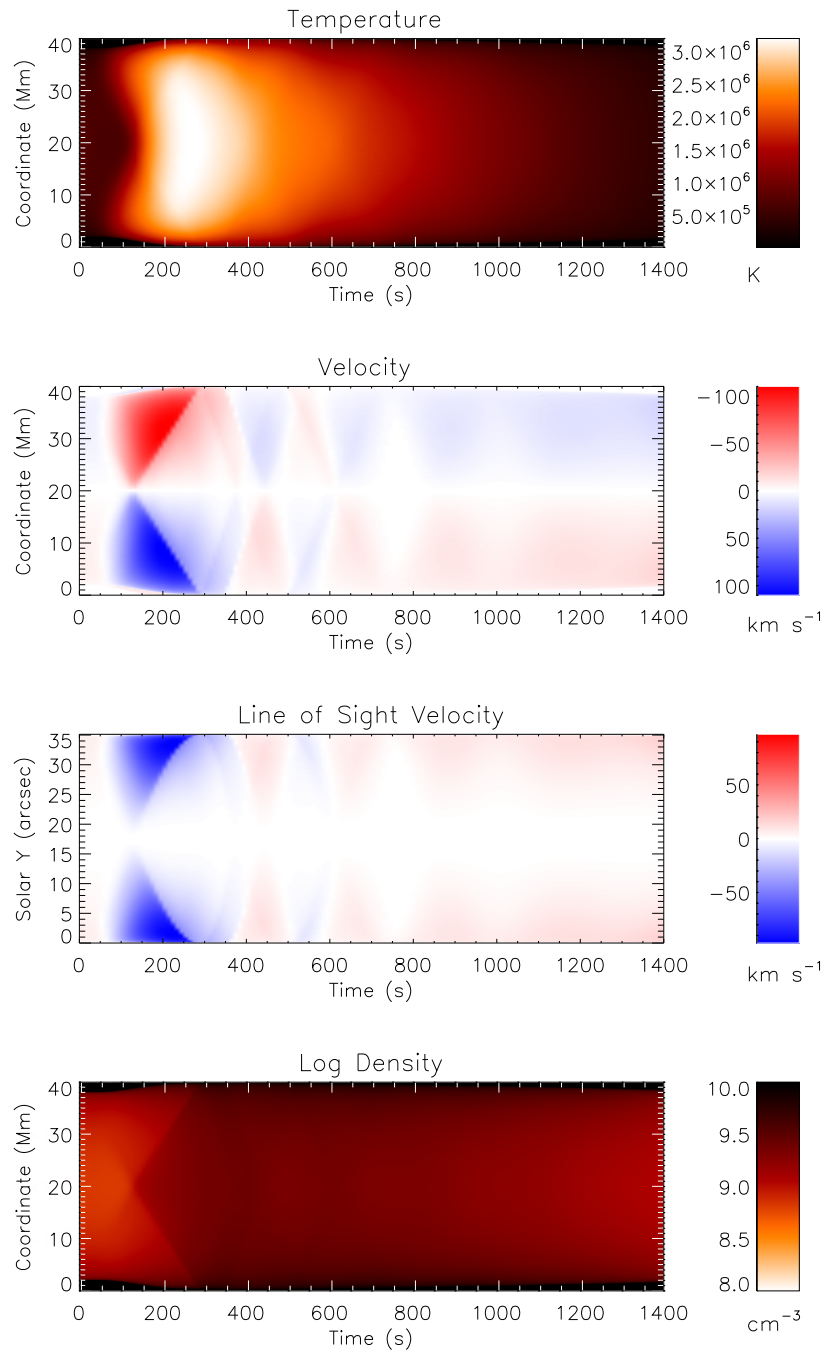 Temperature
Coordinate (Mm)
40
30
20
10
0
0 200 400 600 800 1000 1200 1400
Time (s)
3.0×10⁶
2.5×10⁶
2.0×10⁶
1.5×10⁶
1.0×10⁶
5.0×10⁵
K
Velocity
Coordinate (Mm)
40
30
20
10
0
0 200 400 600 800 1000 1200 1400
Time (s)
−100
−50
0
50
100
km s⁻¹
Line of Sight Velocity
Solar Y (arcsec)
35
30
25
20
15
10
5
0
0 200 400 600 800 1000 1200 1400
Time (s)
50
0
−50
km s⁻¹
Log Density
Coordinate (Mm)
40
30
20
10
0
0 200 400 600 800 1000 1200 1400
Time (s)
10.0
9.5
9.0
8.5
8.0
cm⁻³